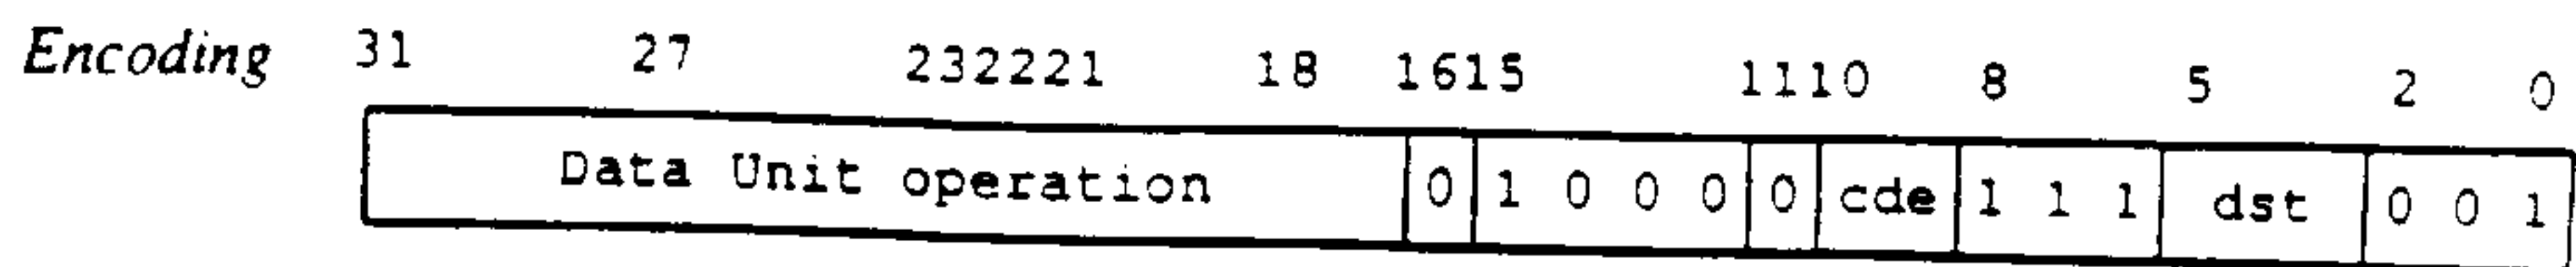 Encoding 31 27 232221 18 1615 1110 8 5 2 0
Data Unit operation 0 1 0 0 0 0 cde 1 1 1 dst 0 0 1